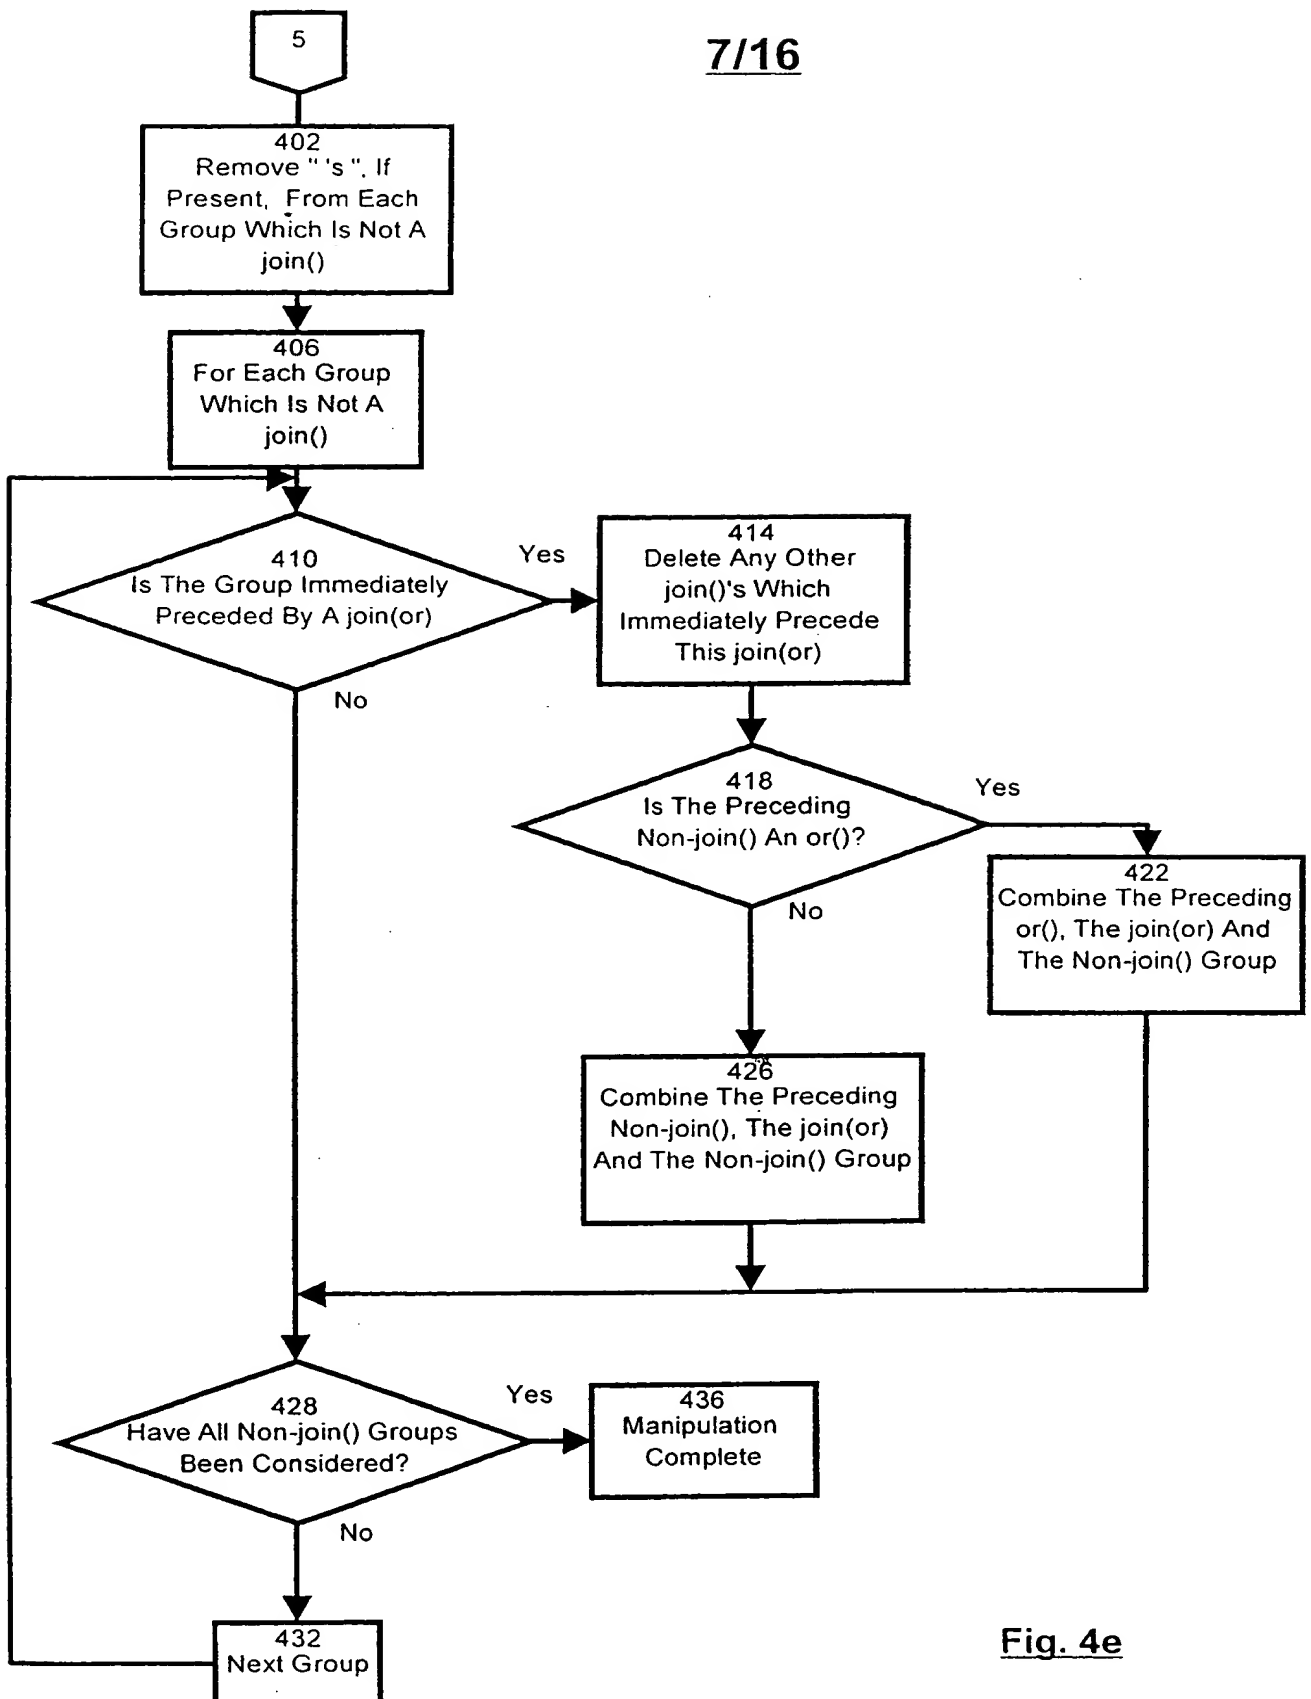 5
7/16
402
Remove " 's ", If
Present, From Each
Group Which Is Not A
join()
406
For Each Group
Which Is Not A
join()
410
Is The Group Immediately
Preceded By A join(or)
Yes
No
414
Delete Any Other
join()'s Which
Immediately Precede
This join(or)
418
Is The Preceding
Non-join() An or()?
Yes
No
422
Combine The Preceding
or(), The join(or) And
The Non-join() Group
426
Combine The Preceding
Non-join(), The join(or)
And The Non-join() Group
428
Have All Non-join() Groups
Been Considered?
Yes
No
436
Manipulation
Complete
432
Next Group
Fig. 4e